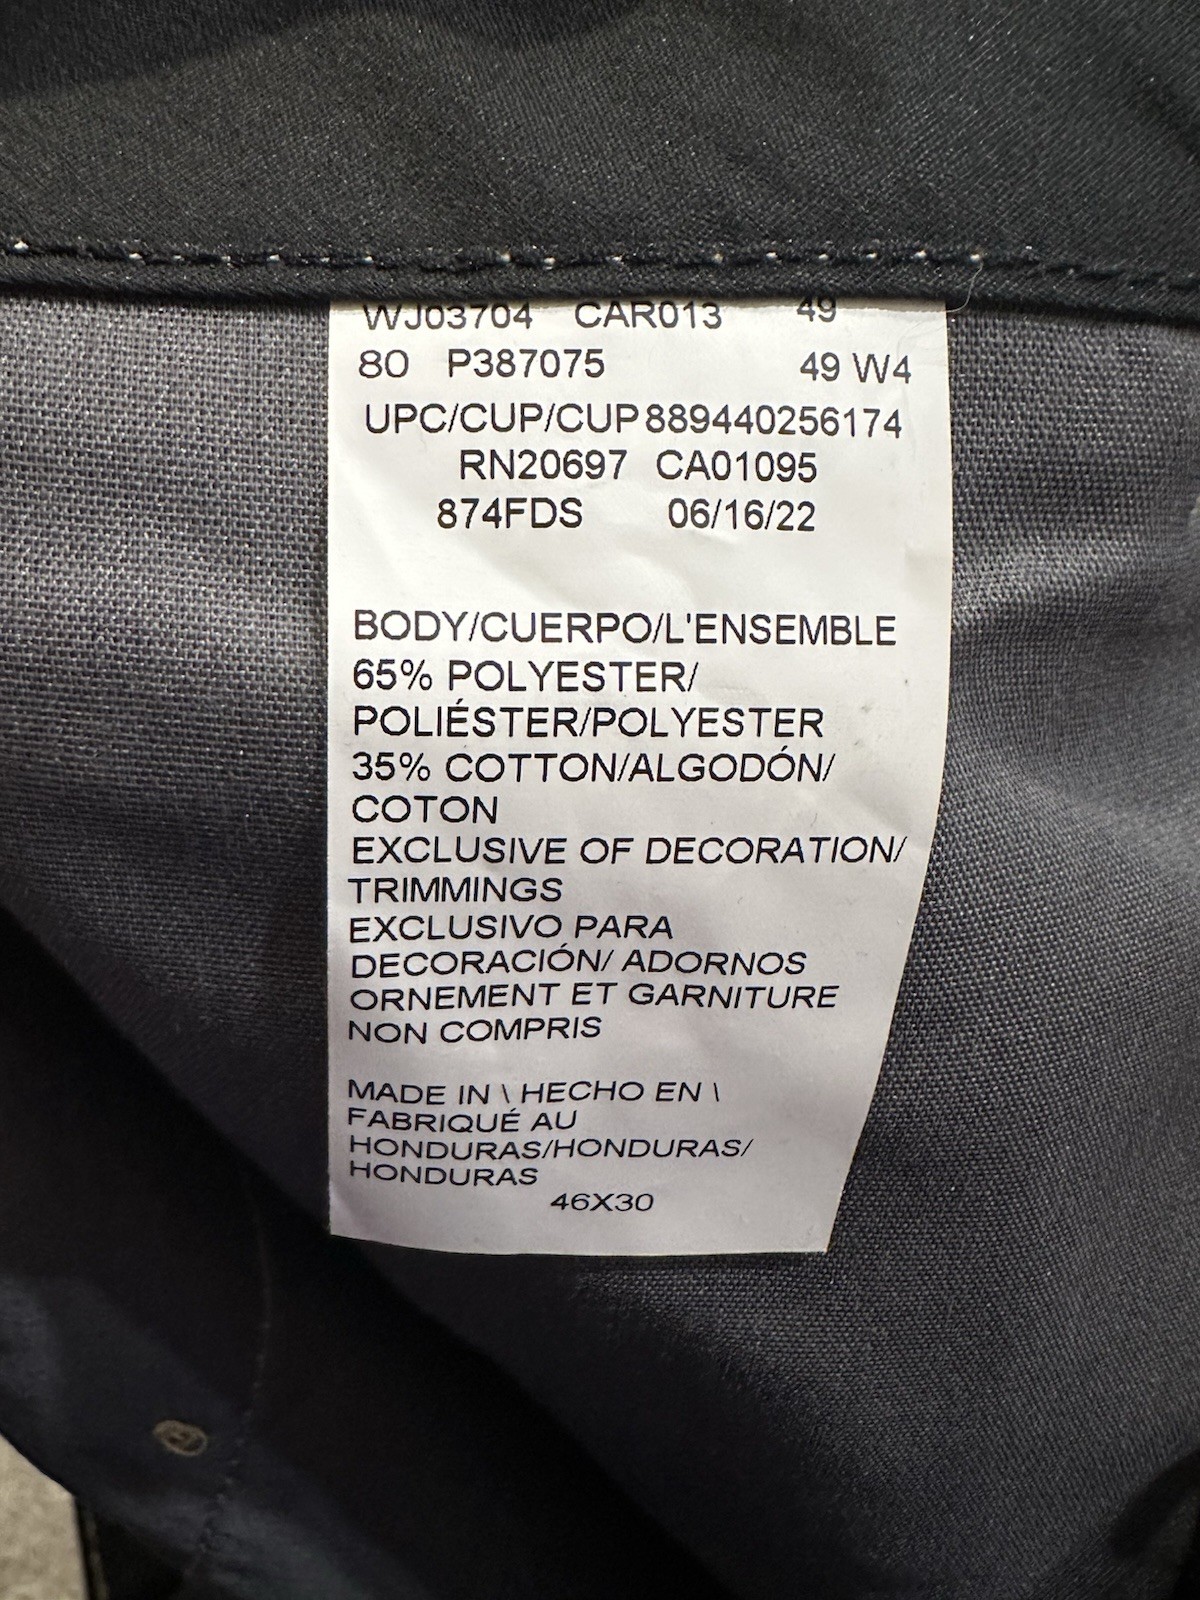 WJ03704 CAR013 49
80 P387075 49 W4
UPC/CUP/CUP 889440256174
RN20697 CA01095
874FDS 06/16/22
BODY/CUERPO/L'ENSEMBLE
65% POLYESTER/
POLIÉSTER/POLYESTER
35% COTTON/ALGODÓN/
COTON
EXCLUSIVE OF DECORATION/
TRIMMINGS
EXCLUSIVO PARA
DECORACIÓN/ ADORNOS
ORNEMENT ET GARNITURE
NON COMPRIS
MADE IN \ HECHO EN \
FABRIQUÉ AU
HONDURAS/HONDURAS/
HONDURAS
46X30